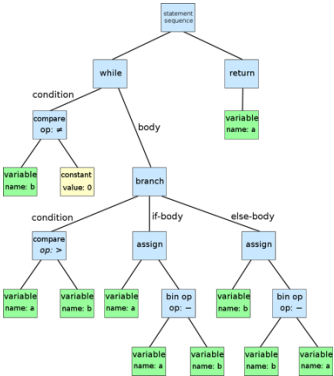 statement
sequence
while
return
condition
body
compare
op: ≠
variable
name: a
variable
name: b
constant
value: 0
branch
condition
if-body
else-body
compare
op: >
assign
assign
variable
name: a
variable
name: b
variable
name: a
bin op
op: −
variable
name: b
bin op
op: −
variable
name: a
variable
name: b
variable
name: b
variable
name: a